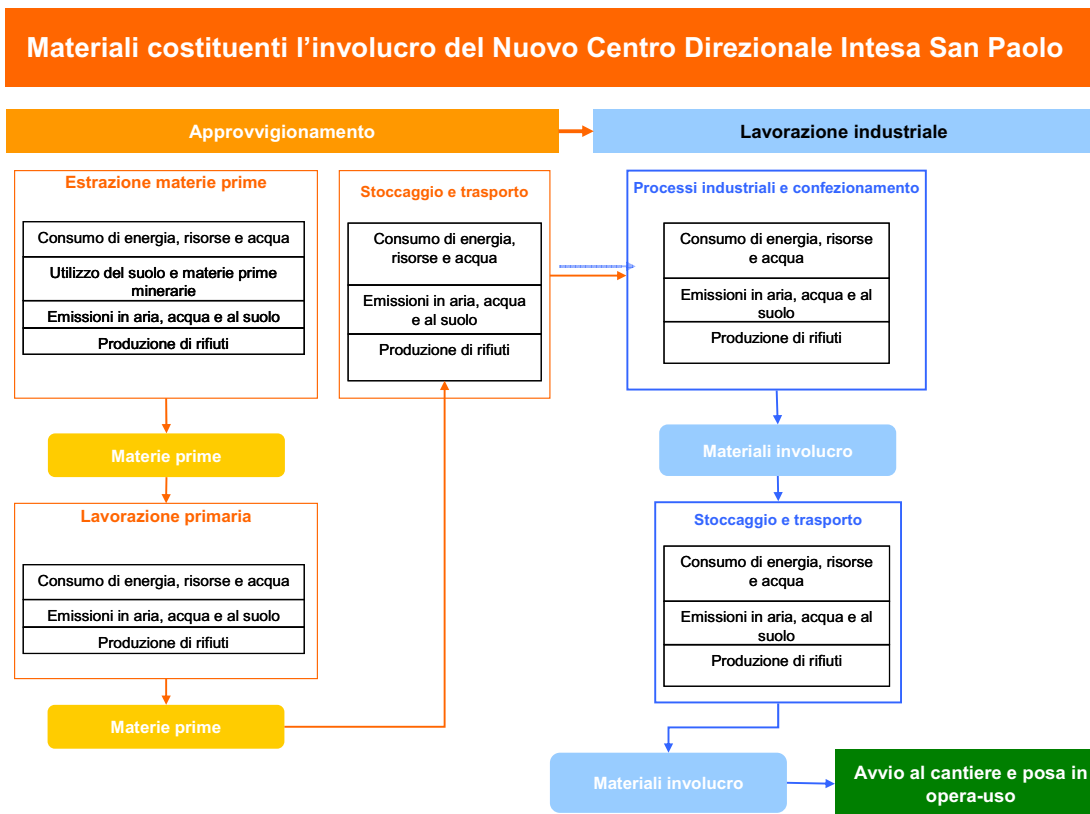 Materiali costituenti l'involucro del Nuovo Centro Direzionale Intesa San Paolo
Approvvigionamento
Lavorazione industriale
Estrazione materie prime
Consumo di energia, risorse e acqua
Utilizzo del suolo e materie prime
minerarie
Emissioni in aria, acqua e al suolo
Produzione di rifiuti
Materie prime
Lavorazione primaria
Consumo di energia, risorse e acqua
Emissioni in aria, acqua e al suolo
Produzione di rifiuti
Materie prime
Stoccaggio e trasporto
Consumo di energia,
risorse e acqua
Emissioni in aria, acqua
e al suolo
Produzione di rifiuti
Processi industriali e confezionamento
Consumo di energia, risorse
e acqua
Emissioni in aria, acqua e al
suolo
Produzione di rifiuti
Materiali involucro
Stoccaggio e trasporto
Consumo di energia, risorse
e acqua
Emissioni in aria, acqua e al
suolo
Produzione di rifiuti
Materiali involucro
Avvio al cantiere e posa in
opera-uso